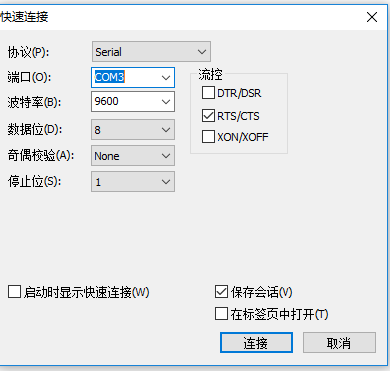 快速连接
协议(P):
Serial
端口(O):
COM3
波特率(B):
9600
数据位(D):
8
奇偶校验(A):
None
停止位(S):
1
流控
DTR/DSR
RTS/CTS
XON/XOFF
启动时显示快速连接(W)
保存会话(V)
在标签页中打开(T)
连接
取消